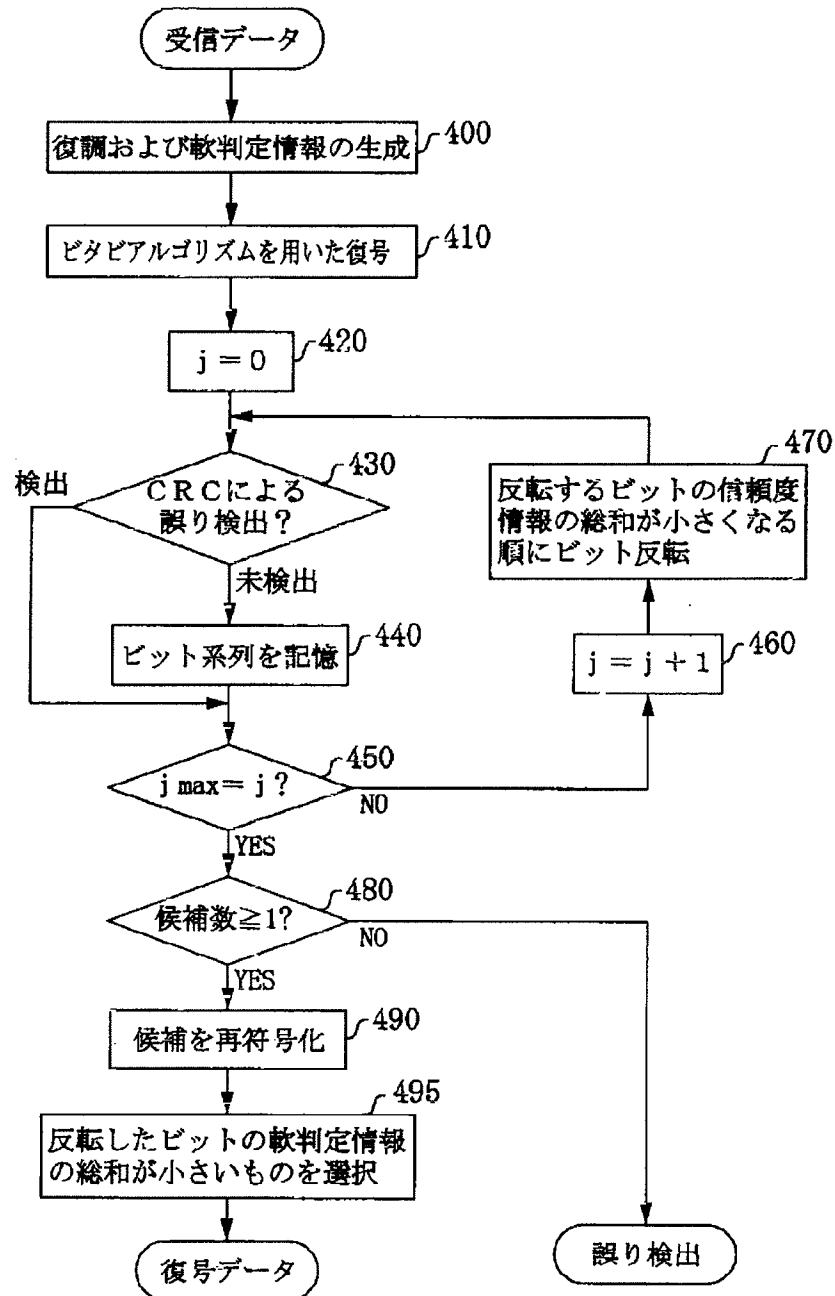 受信データ
復調および軟判定情報の生成
400
ビタビアルゴリズムを用いた復号
410
j = 0
420
430
検出
CRCによる
誤り検出?
未検出
470
反転するビットの信頼度
情報の総和が小さくなる
順にビット反転
ビット系列を記憶
440
j = j + 1
460
450
j max = j ?
NO
YES
480
候補数≧1?
NO
YES
候補を再符号化
490
495
反転したビットの軟判定情報
の総和が小さいものを選択
復号データ
誤り検出